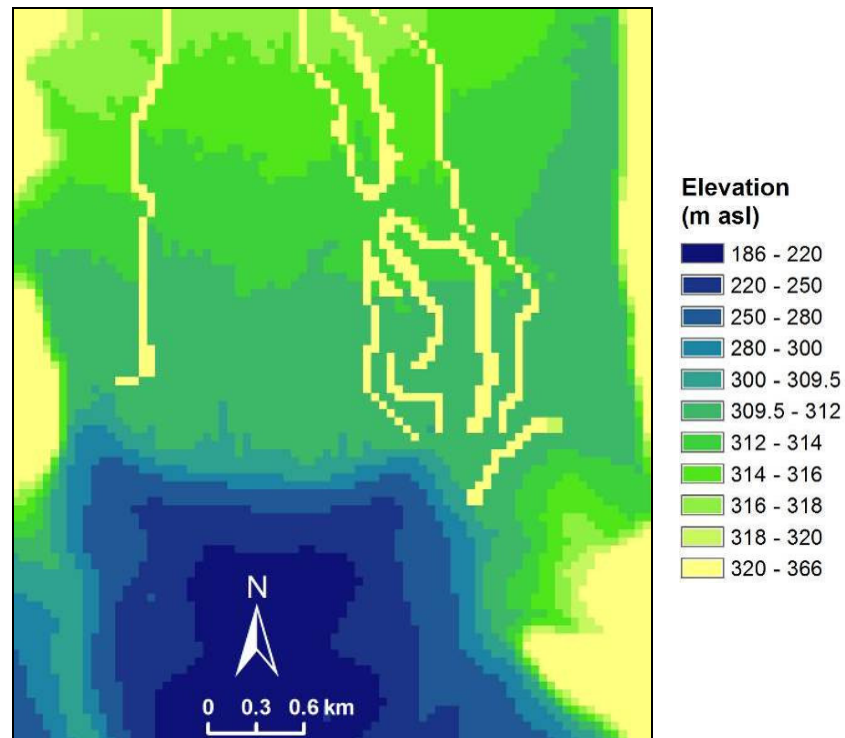 Elevation
(m asl)
186 - 220
220 - 250
250 - 280
280 - 300
300 - 309.5
309.5 - 312
312 - 314
314 - 316
316 - 318
318 - 320
320 - 366
N
0 0.3 0.6 km